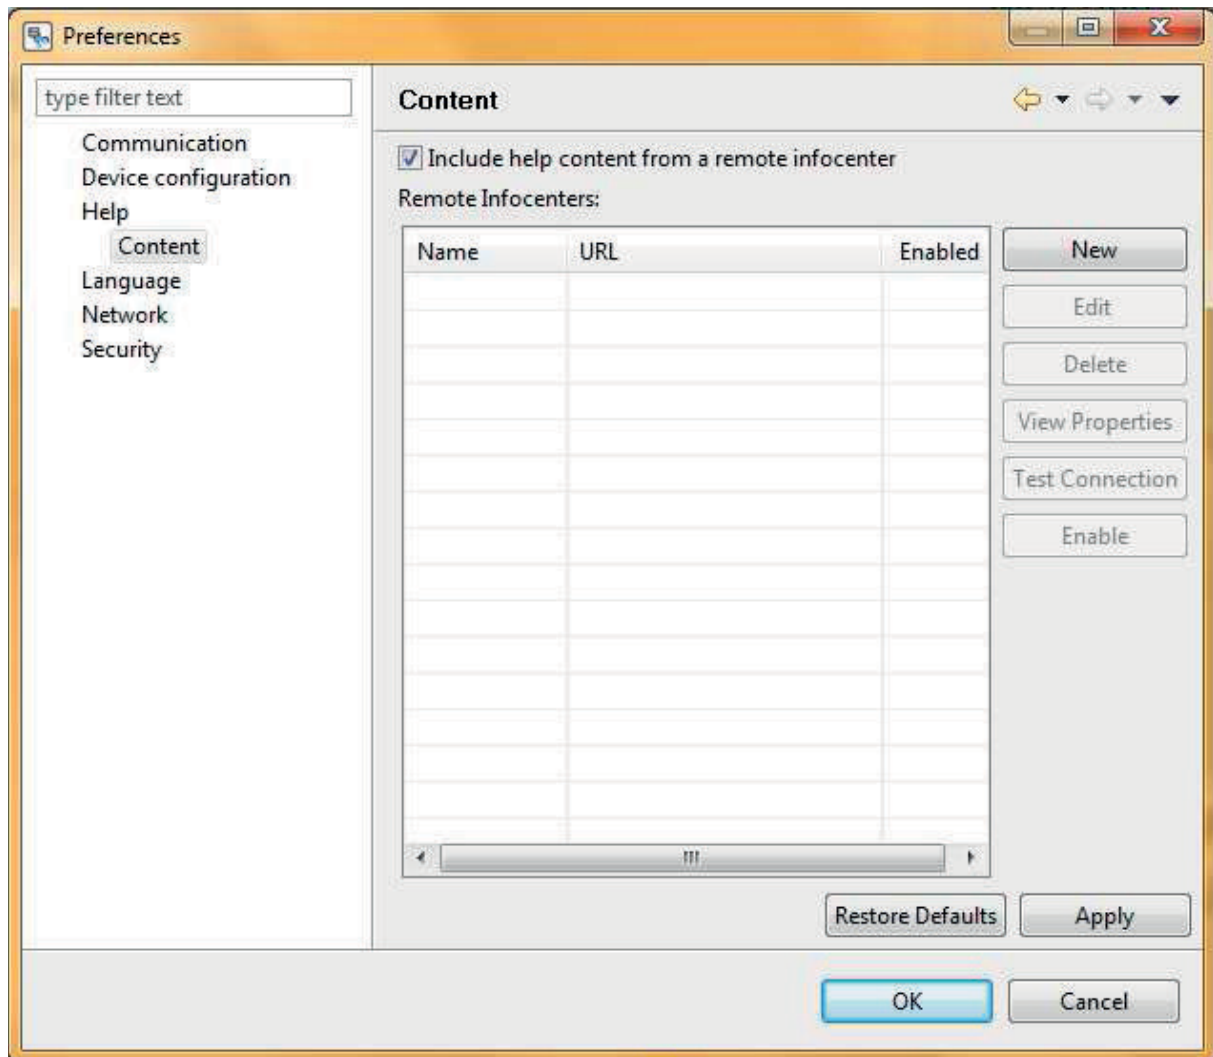 Preferences
type filter text
Communication
Device configuration
Help
Content
Language
Network
Security
Content
Include help content from a remote infocenter
Remote Infocenters:
Name URL Enabled
New
Edit
Delete
View Properties
Test Connection
Enable
Restore Defaults Apply
OK Cancel